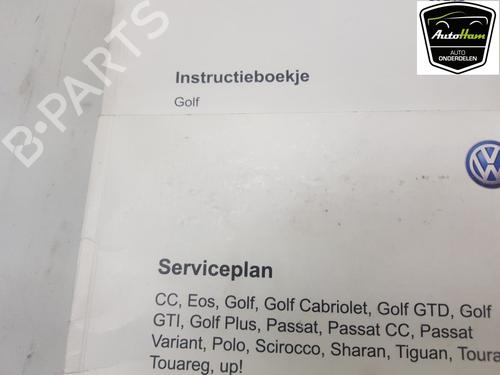 AutoHam
AUTO
ONDERDELEN
B-PARTS
Instructieboekje
Golf
Serviceplan
CC, Eos, Golf, Golf Cabriolet, Golf GTD, Golf
GTI, Golf Plus, Passat, Passat CC, Passat
Variant, Polo, Scirocco, Sharan, Tiguan, Toura
Touareg, up!